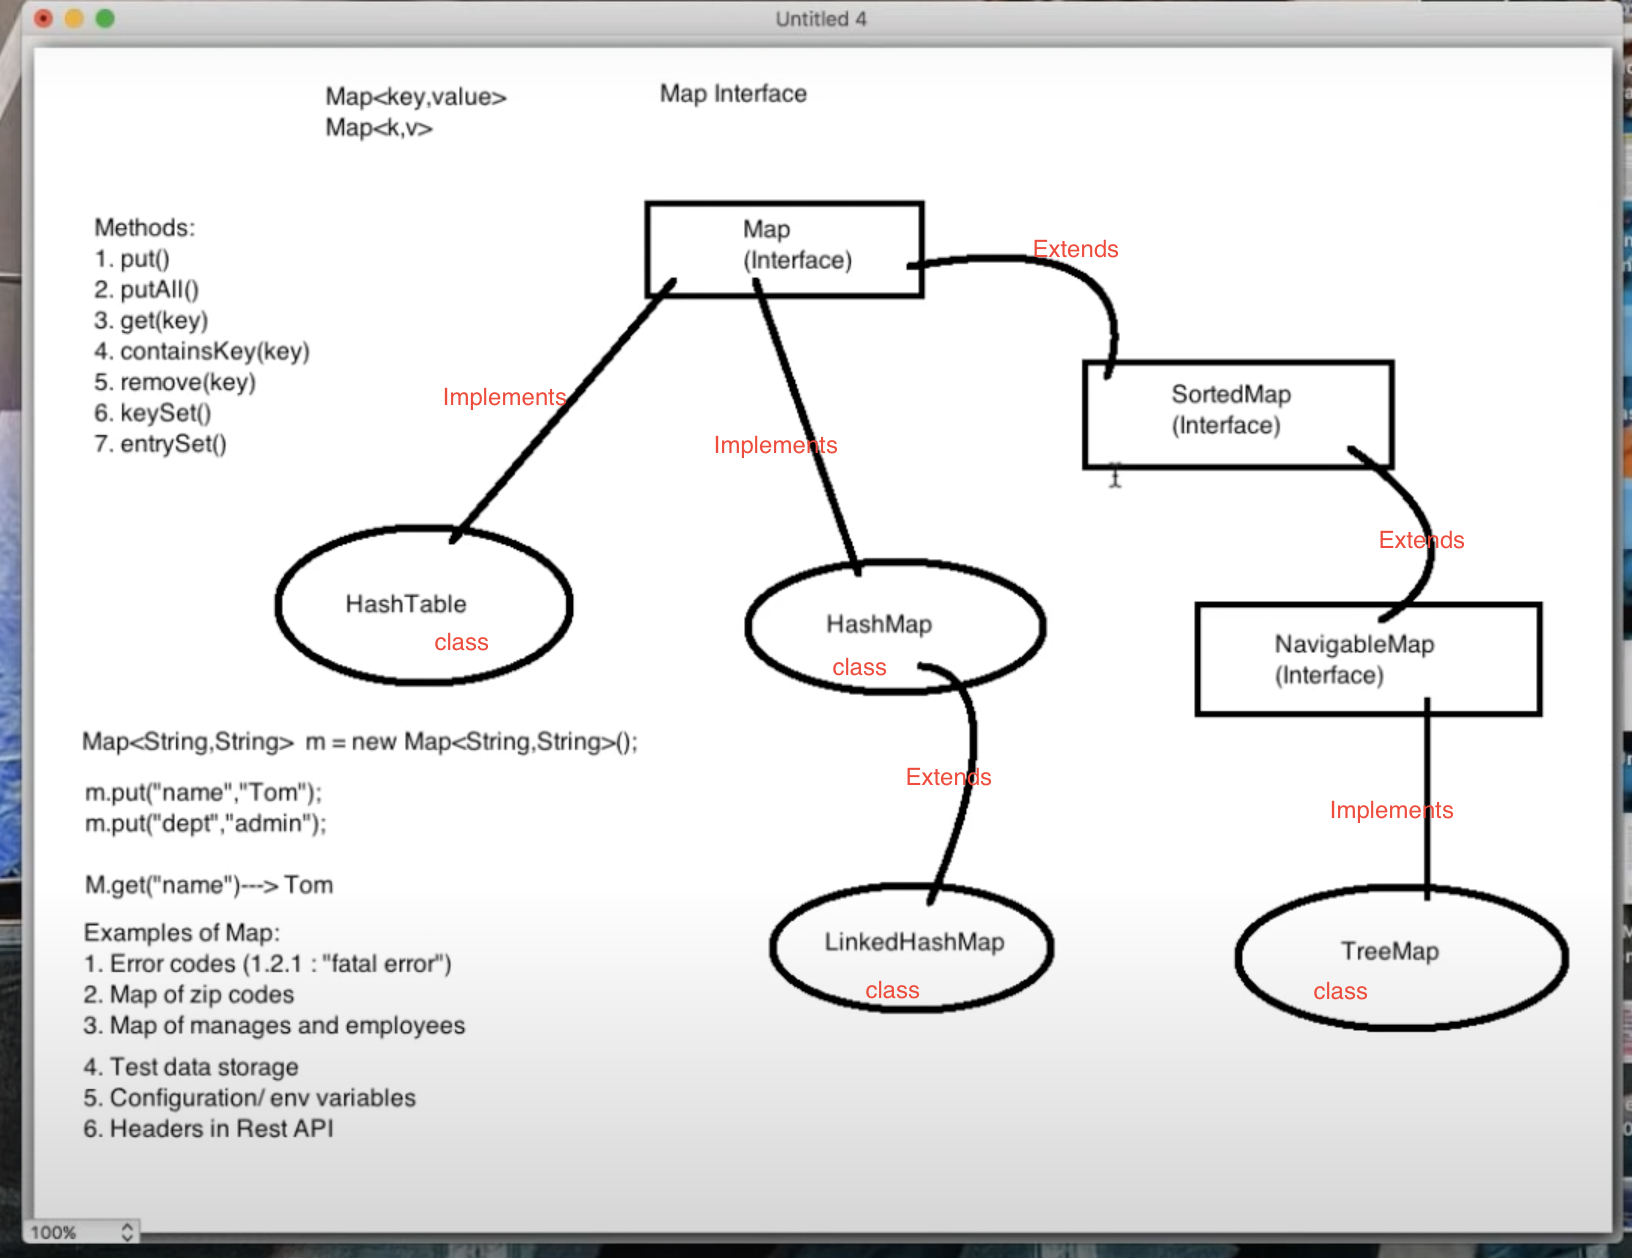 Untitled 4
Map<key,value>
Map<k,v>
Map Interface
Methods:
1. put()
2. putAll()
3. get(key)
4. containsKey(key)
5. remove(key)
6. keySet()
7. entrySet()
Map
(Interface)
Extends
SortedMap
(Interface)
Implements
Implements
Extends
HashTable
class
HashMap
class
NavigableMap
(Interface)
Extends
Implements
LinkedHashMap
class
TreeMap
class
Map<String,String>  m = new Map<String,String>();
m.put("name","Tom");
m.put("dept","admin");
M.get("name")---> Tom
Examples of Map:
1. Error codes (1.2.1 : "fatal error")
2. Map of zip codes
3. Map of manages and employees
4. Test data storage
5. Configuration/ env variables
6. Headers in Rest API
100%